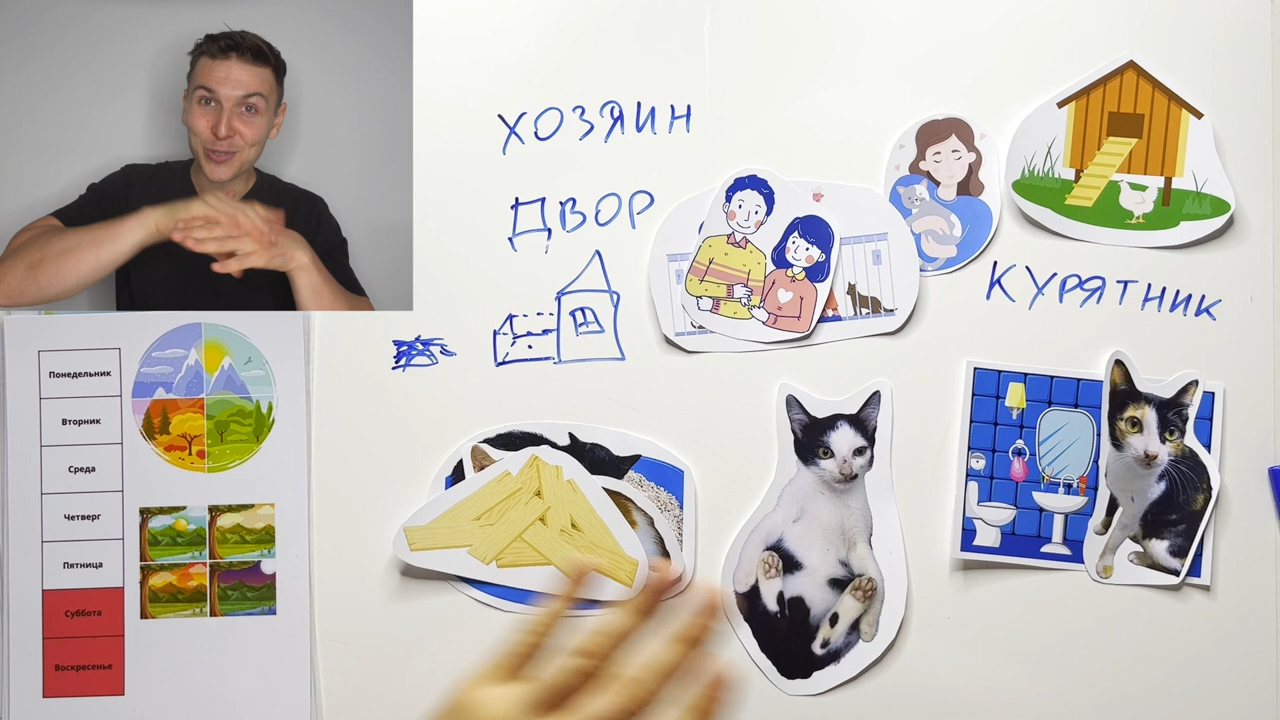 ХОЗЯИН
ДВОР
КУРЯТНИК
Понедельник
Вторник
Среда
Четверг
Пятница
Суббота
Воскресенье